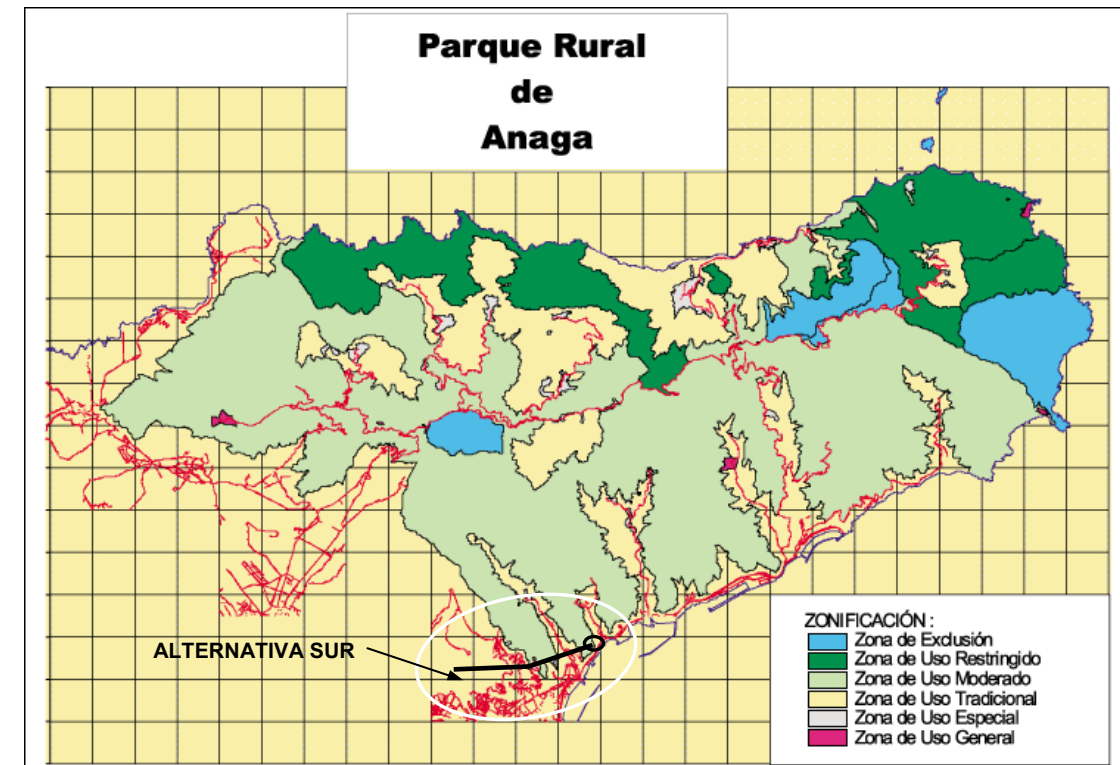 Parque Rural
de
Anaga
ALTERNATIVA SUR
ZONIFICACIÓN :
Zona de Exclusión
Zona de Uso Restringido
Zona de Uso Moderado
Zona de Uso Tradicional
Zona de Uso Especial
Zona de Uso General